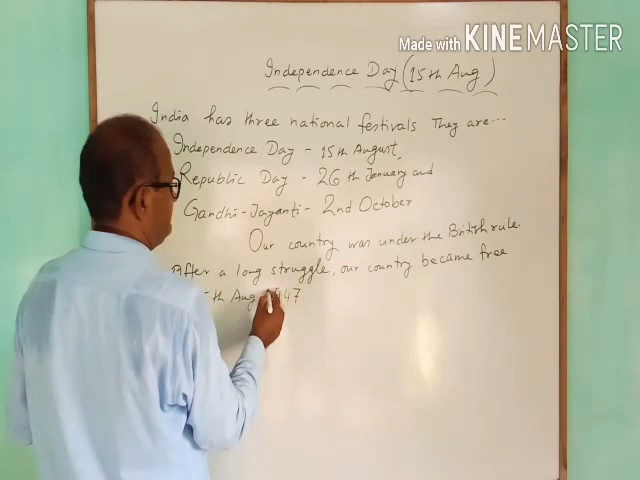 Made with KINEMASTER
Independence Day (15th Aug)
India has three national festivals They are...
Independence Day - 15th August,
Republic Day - 26th January and
Gandhi-Jayanti - 2nd October
Our country was under the British rule.
After a long struggle, our country became free
th Aug 947